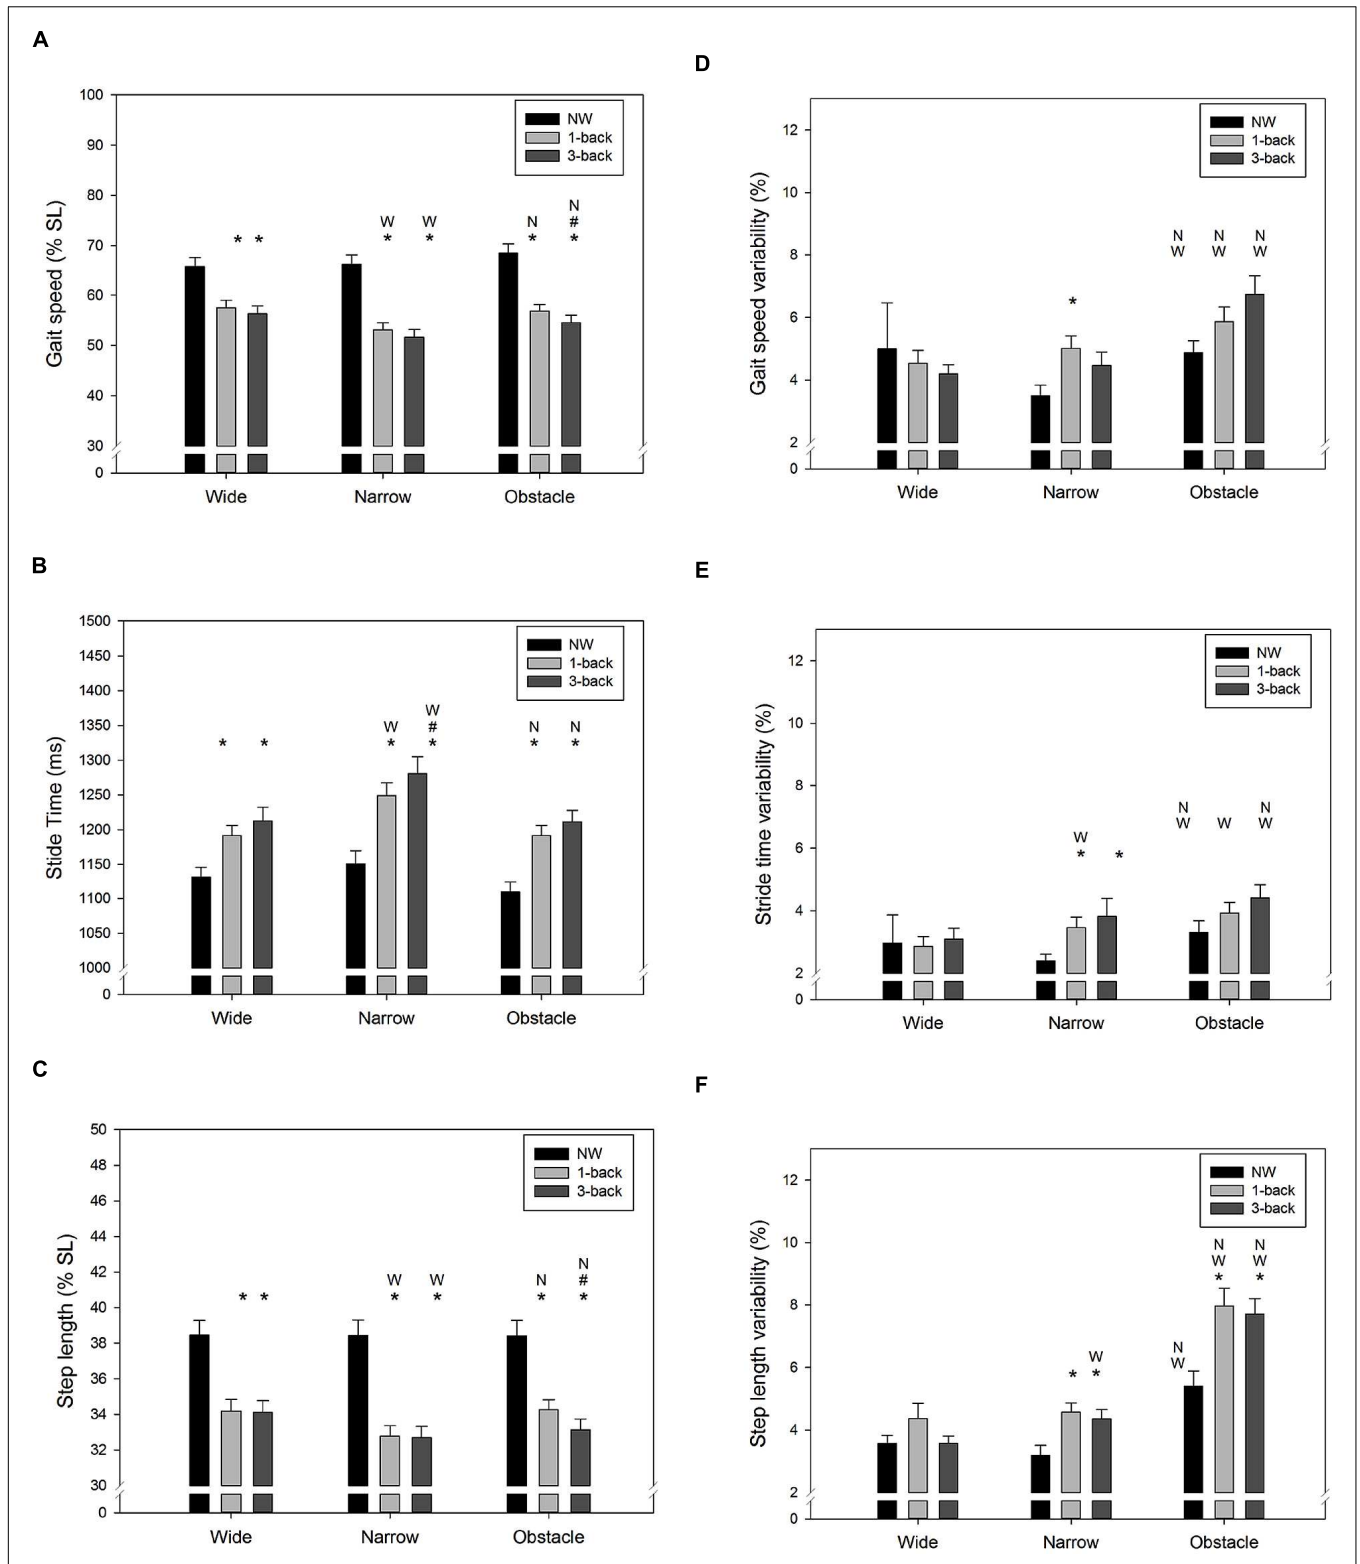 A
Gait speed (% SL)
100
90
80
70
60
50
40
30
0
NW
1-back
3-back
* *
W
*
W
*
N
*
N
#
*
Wide Narrow Obstacle
D
Gait speed variability (%)
12
10
8
6
4
2
0
NW
1-back
3-back
*
N N N
W W W
Wide Narrow Obstacle
B
Stide Time (ms)
1500
1450
1400
1350
1300
1250
1200
1150
1100
1050
1000
0
NW
1-back
3-back
* *
W
*
W
#
*
N N
* *
Wide Narrow Obstacle
E
Stride time variability (%)
12
10
8
6
4
2
0
NW
1-back
3-back
W
* *
N N
W W W
Wide Narrow Obstacle
C
Step length (% SL)
50
48
46
44
42
40
38
36
34
32
30
0
NW
1-back
3-back
* *
W W
* *
N
*
N
#
*
Wide Narrow Obstacle
F
Step length variability (%)
12
10
8
6
4
2
0
NW
1-back
3-back
*
W
*
N
W
N N
W W
* *
Wide Narrow Obstacle